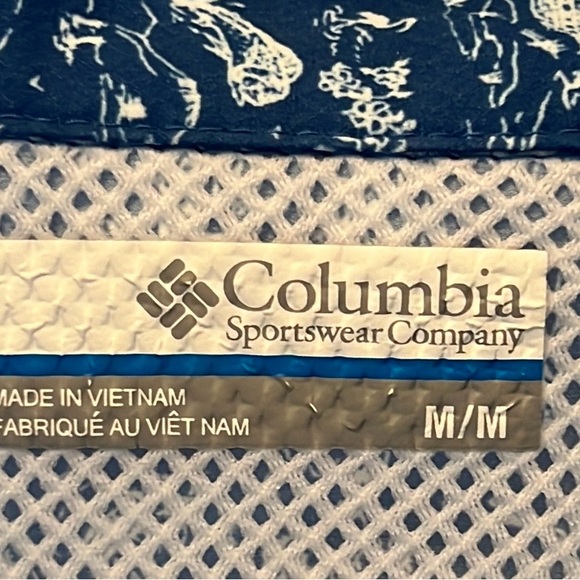 Columbia
Sportswear Company
MADE IN VIETNAM
FABRIQUÉ AU VIÊT NAM
M/M